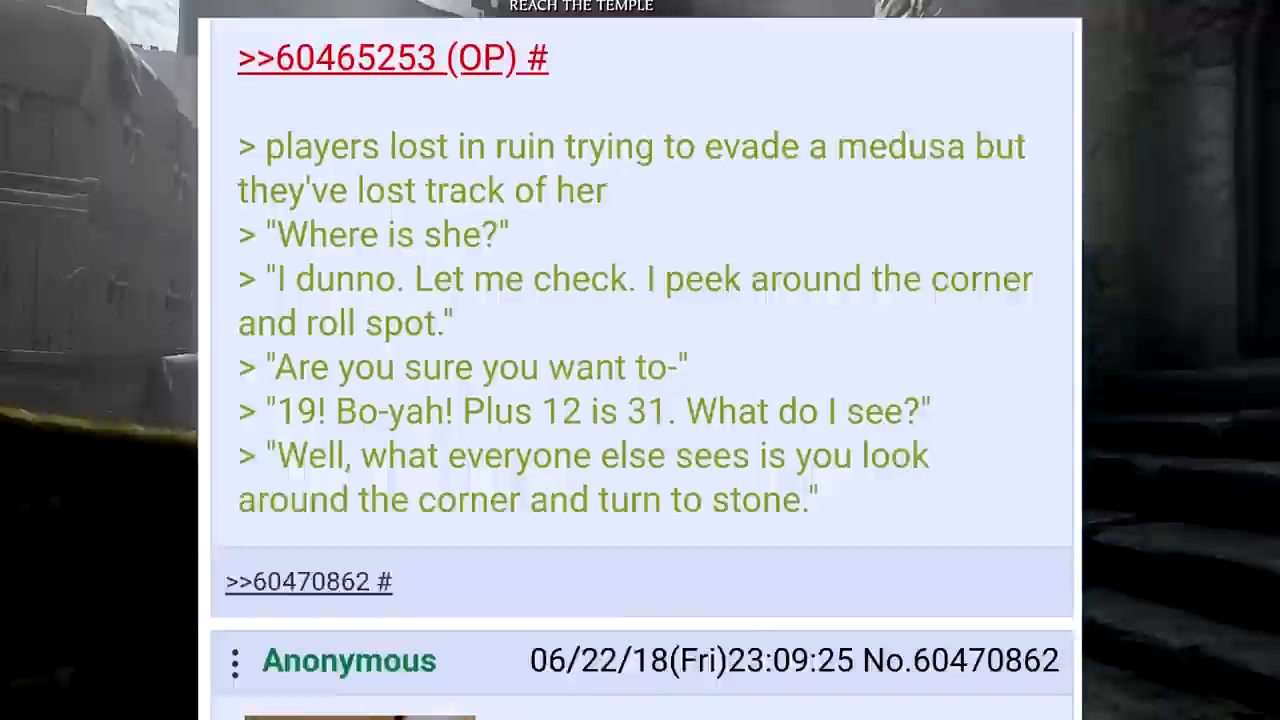 REACH THE TEMPLE
>>60465253 (OP) #
> players lost in ruin trying to evade a medusa but
they've lost track of her
> "Where is she?"
> "I dunno. Let me check. I peek around the corner
and roll spot."
> "Are you sure you want to-"
> "19! Bo-yah! Plus 12 is 31. What do I see?"
> "Well, what everyone else sees is you look
around the corner and turn to stone."
>>60470862 #
Anonymous 06/22/18(Fri)23:09:25 No.60470862